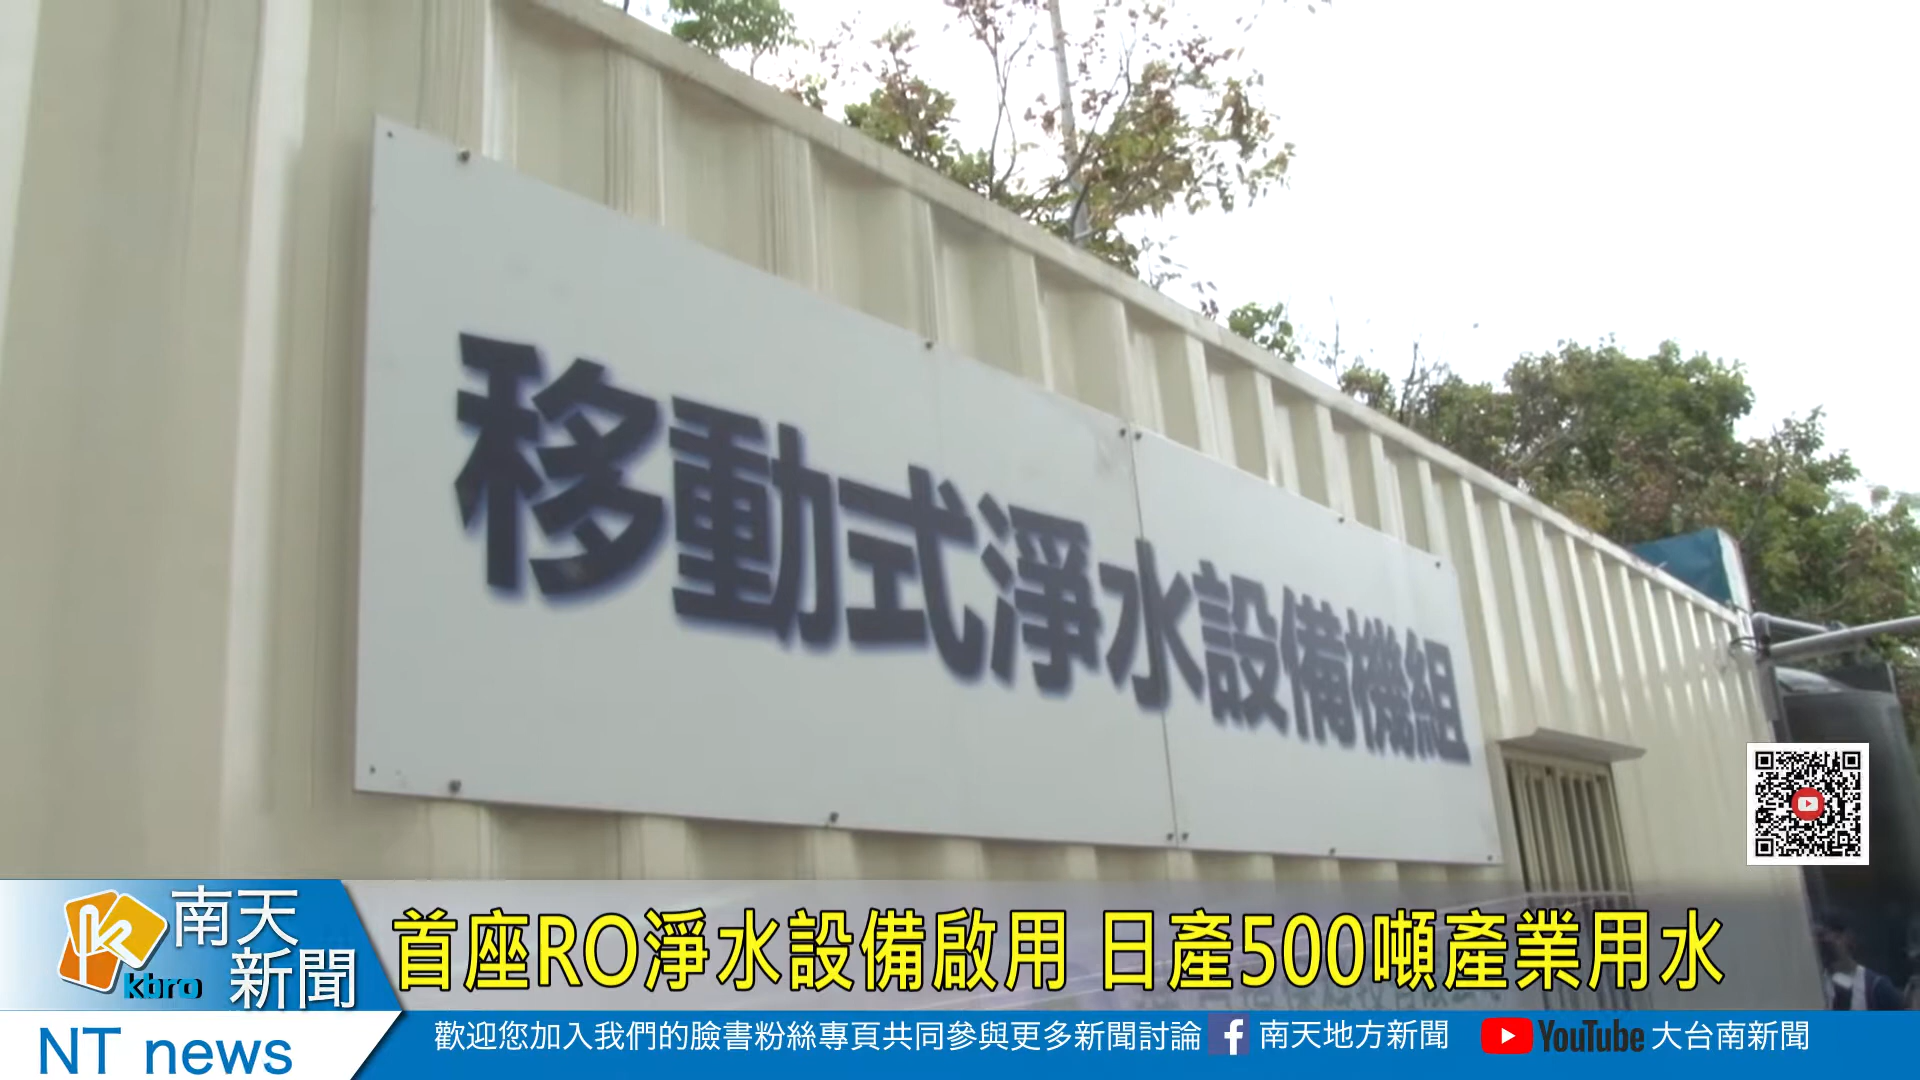 移動式淨水設備機組
南天
新聞
kbro
首座RO淨水設備啟用 日產500噸產業用水
NT news
歡迎您加入我們的臉書粉絲專頁共同參與更多新聞討論 f 南天地方新聞 YouTube 大台南新聞